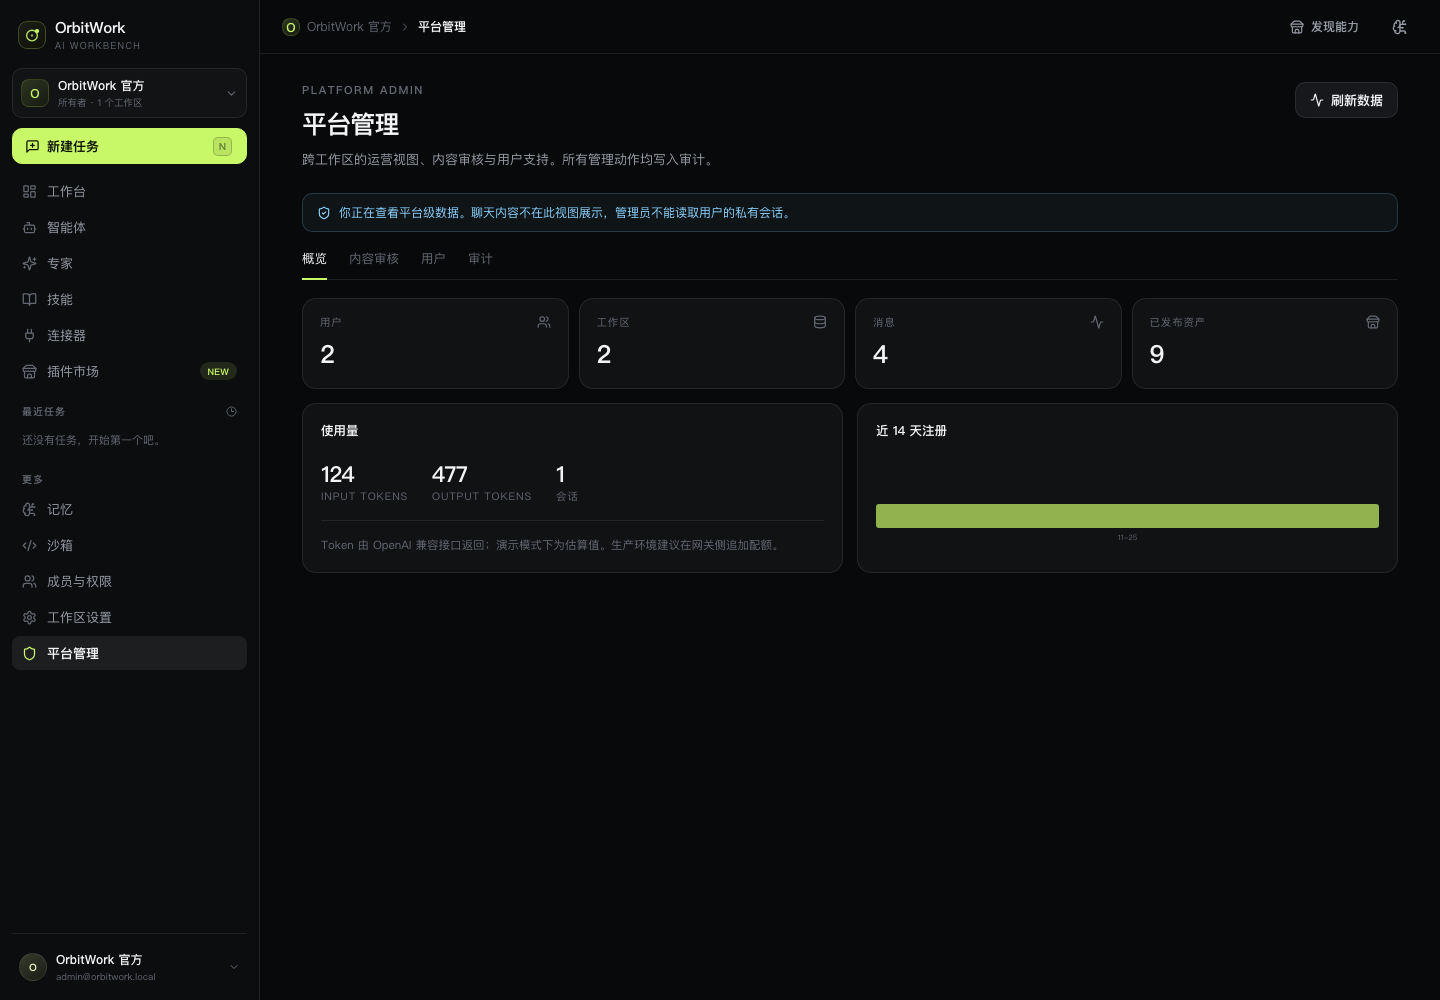 OrbitWork
AI WORKBENCH
O
OrbitWork 官方
所有者 · 1 个工作区
新建任务
N
工作台
智能体
专家
技能
连接器
插件市场
NEW
最近任务
还没有任务，开始第一个吧。
更多
记忆
沙箱
成员与权限
工作区设置
平台管理
O
OrbitWork 官方
admin@orbitwork.local
O
OrbitWork 官方
平台管理
发现能力
PLATFORM ADMIN
平台管理
跨工作区的运营视图、内容审核与用户支持。所有管理动作均写入审计。
刷新数据
你正在查看平台级数据。聊天内容不在此视图展示，管理员不能读取用户的私有会话。
概览
内容审核
用户
审计
用户
2
工作区
2
消息
4
已发布资产
9
使用量
124
INPUT TOKENS
477
OUTPUT TOKENS
1
会话
Token 由 OpenAI 兼容接口返回；演示模式下为估算值。生产环境建议在网关侧追加配额。
近 14 天注册
11-25